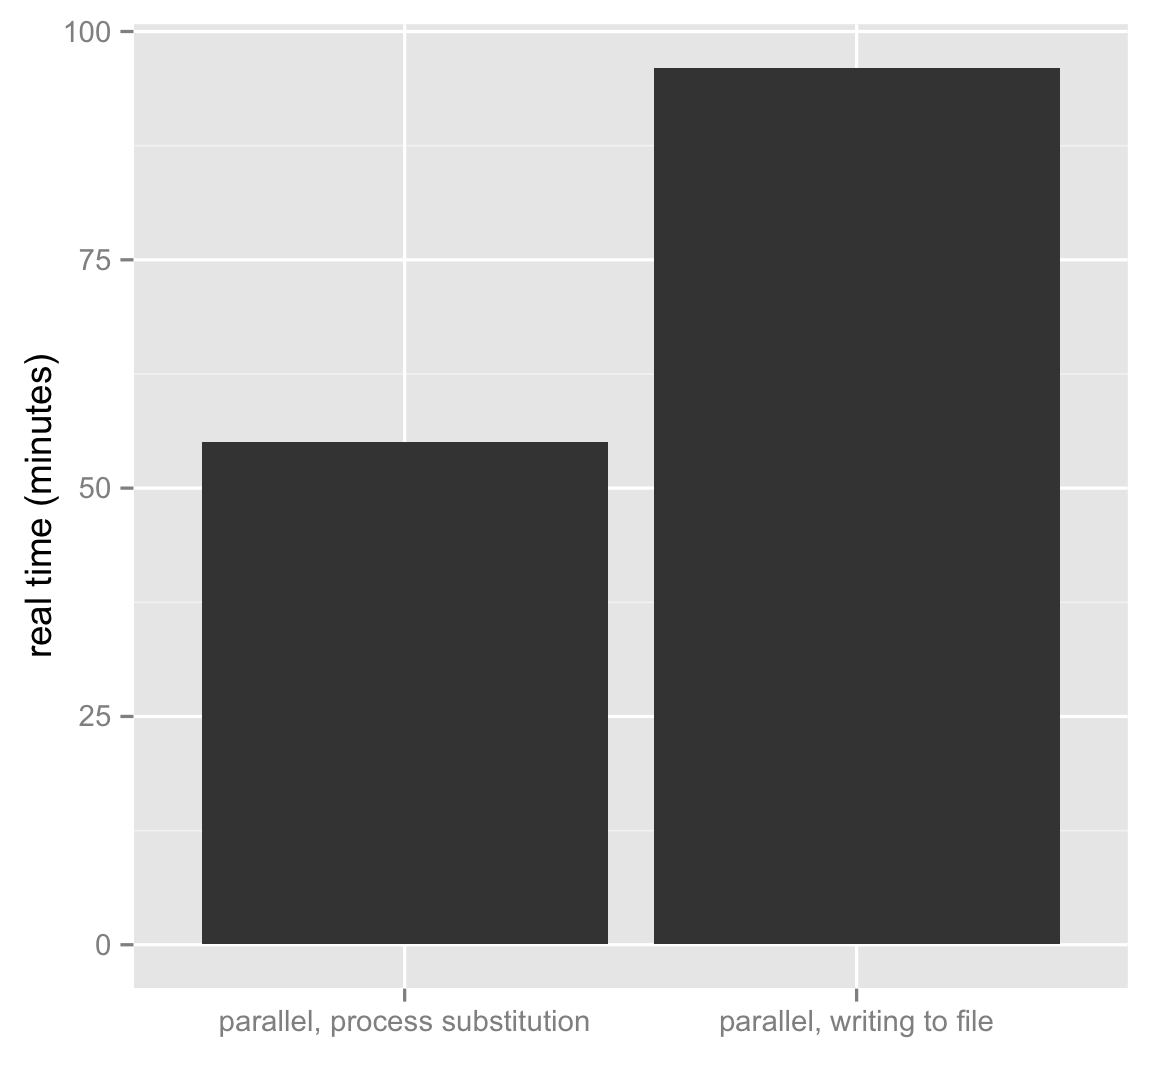 100
75
50
25
0
real time (minutes)
parallel, process substitution
parallel, writing to file